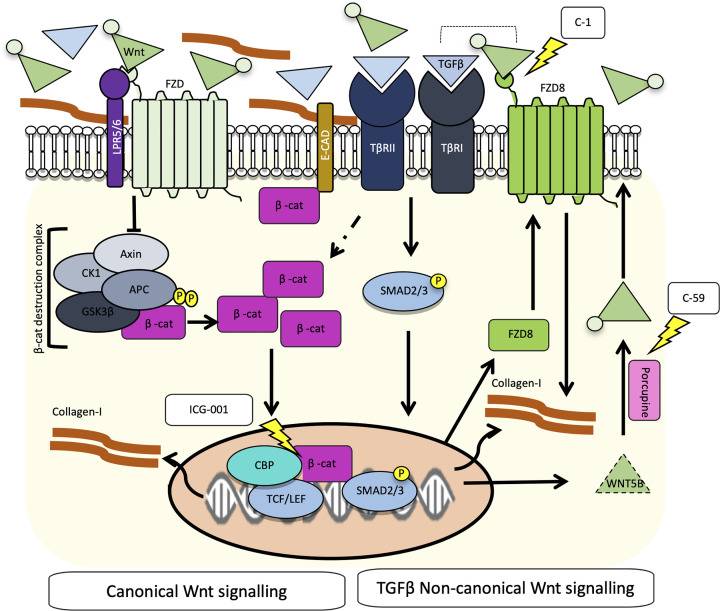 C-1
Wnt
TGFβ
FZD
FZD8
LPR5/6
E-CAD
TβRII
TβRI
β -cat
β-cat destruction complex
Axin
CK1
APC
P P
GSK3β
β -cat
β -cat
β -cat
β -cat
SMAD2/3
P
C-59
FZD8
Porcupine
Collagen-I
Collagen-I
ICG-001
CBP
β -cat
TCF/LEF
SMAD2/3
P
WNT5B
Canonical Wnt signalling
TGFβ Non-canonical Wnt signalling